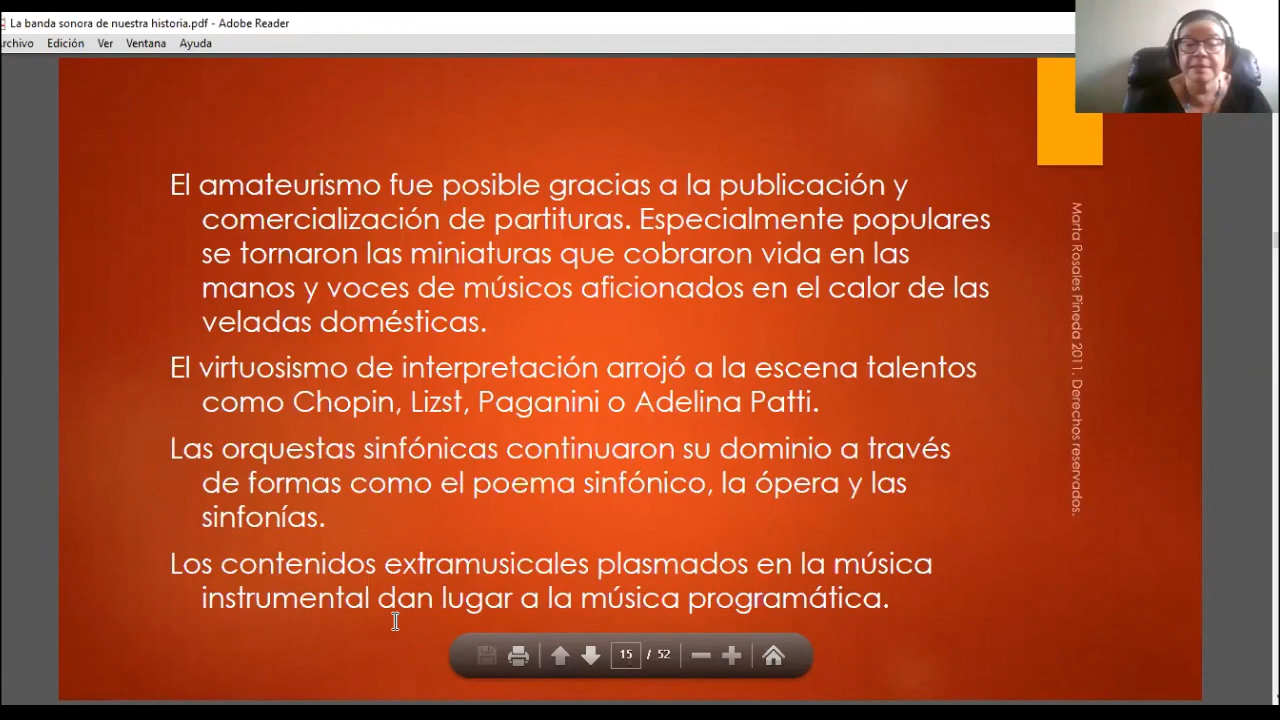 La banda sonora de nuestra historia.pdf - Adobe Reader
rchivo Edición Ver Ventana Ayuda
El amateurismo fue posible gracias a la publicación y
comercialización de partituras. Especialmente populares
se tornaron las miniaturas que cobraron vida en las
manos y voces de músicos aficionados en el calor de las
veladas domésticas.
El virtuosismo de interpretación arrojó a la escena talentos
como Chopin, Lizst, Paganini o Adelina Patti.
Las orquestas sinfónicas continuaron su dominio a través
de formas como el poema sinfónico, la ópera y las
sinfonías.
Los contenidos extramusicales plasmados en la música
instrumental dan lugar a la música programática.
Marta Rosales Pineda 2011. Derechos reservados.
15 / 52